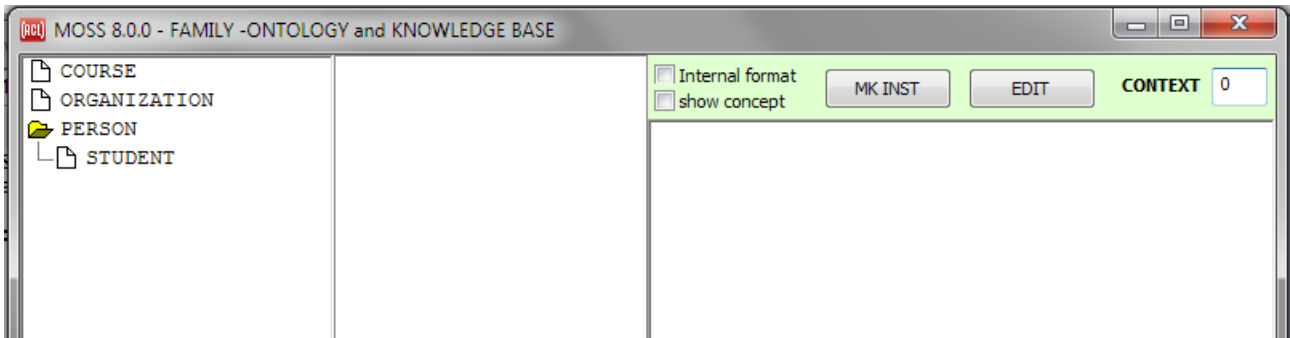 ACL MOSS 8.0.0 - FAMILY -ONTOLOGY and KNOWLEDGE BASE
COURSE
ORGANIZATION
PERSON
STUDENT
Internal format
show concept
MK INST
EDIT
CONTEXT 0